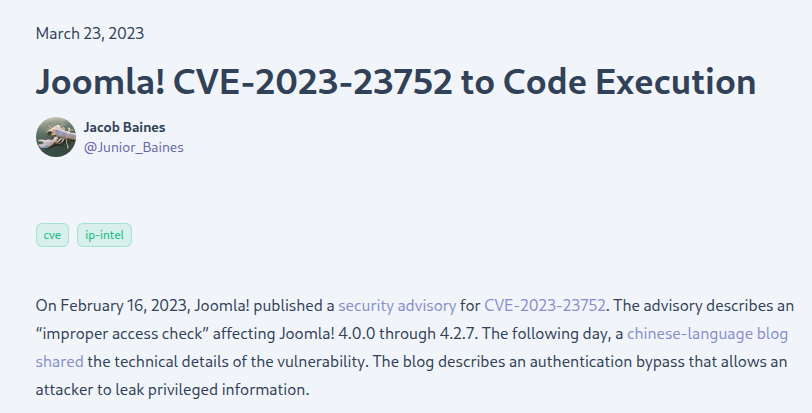 March 23, 2023
Joomla! CVE-2023-23752 to Code Execution
Jacob Baines
@Junior_Baines
cve ip-intel
On February 16, 2023, Joomla! published a security advisory for CVE-2023-23752. The advisory describes an
“improper access check” affecting Joomla! 4.0.0 through 4.2.7. The following day, a chinese-language blog
shared the technical details of the vulnerability. The blog describes an authentication bypass that allows an
attacker to leak privileged information.